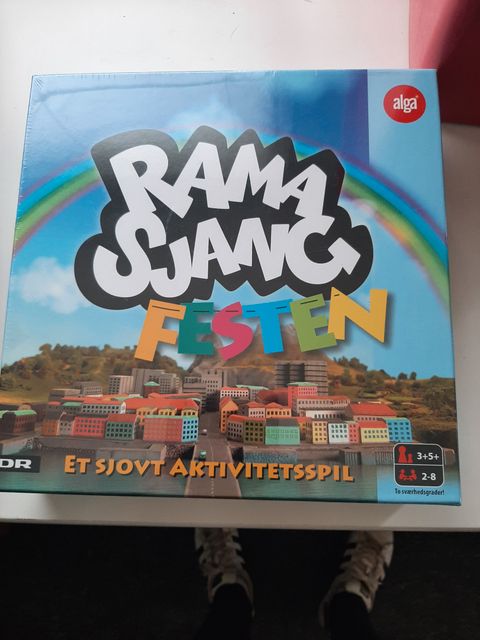 alga
RAMA
SJANG
FESTEN
ET SJOVT AKTIVITETSSPIL
DR
3+5+
2-8
To sværhedsgrader!